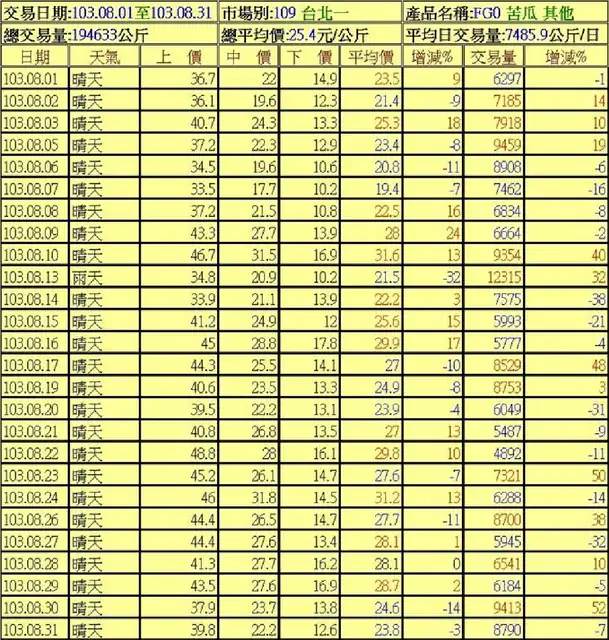 交易日期:103.08.01至103.08.31 市場別:109 台北一 產品名稱:FG0 苦瓜 其他
總交易量:194633公斤 總平均價:25.4元/公斤 平均日交易量:7485.9公斤/日
日期 天氣 上 價 中 價 下 價 平均價 增減% 交易量 增減%
103.08.01 晴天 36.7 22 14.9 23.5 9 6297 -1
103.08.02 晴天 36.1 19.6 12.3 21.4 -9 7185 14
103.08.03 晴天 40.7 24.3 13.3 25.3 18 7918 10
103.08.05 晴天 37.2 22.3 12.9 23.4 -8 9459 19
103.08.06 晴天 34.5 19.6 10.6 20.8 -11 8908 -6
103.08.07 晴天 33.5 17.7 10.2 19.4 -7 7462 -16
103.08.08 晴天 37.2 21.5 10.8 22.5 16 6834 -8
103.08.09 晴天 43.3 27.7 13.9 28 24 6664 -2
103.08.10 晴天 46.7 31.5 16.9 31.6 13 9354 40
103.08.13 雨天 34.8 20.9 10.2 21.5 -32 12315 32
103.08.14 晴天 33.9 21.1 13.9 22.2 3 7575 -38
103.08.15 晴天 41.2 24.9 12 25.6 15 5993 -21
103.08.16 晴天 45 28.8 17.8 29.9 17 5777 -4
103.08.17 晴天 44.3 25.5 14.1 27 -10 8529 48
103.08.19 晴天 40.6 23.5 13.3 24.9 -8 8753 3
103.08.20 晴天 39.5 22.2 13.1 23.9 -4 6049 -31
103.08.21 晴天 40.8 26.8 13.5 27 13 5487 -9
103.08.22 晴天 48.8 28 16.1 29.8 10 4892 -11
103.08.23 晴天 45.2 26.1 14.7 27.6 -7 7321 50
103.08.24 晴天 46 31.8 14.5 31.2 13 6288 -14
103.08.26 晴天 44.4 26.5 14.7 27.7 -11 8700 38
103.08.27 晴天 44.4 27.6 13.4 28.1 1 5945 -32
103.08.28 晴天 41.3 27.7 16.2 28.1 0 6541 10
103.08.29 晴天 43.5 27.6 16.9 28.7 2 6184 -5
103.08.30 晴天 37.9 23.7 13.8 24.6 -14 9413 52
103.08.31 晴天 39.8 22.2 12.6 23.8 -3 8790 -7